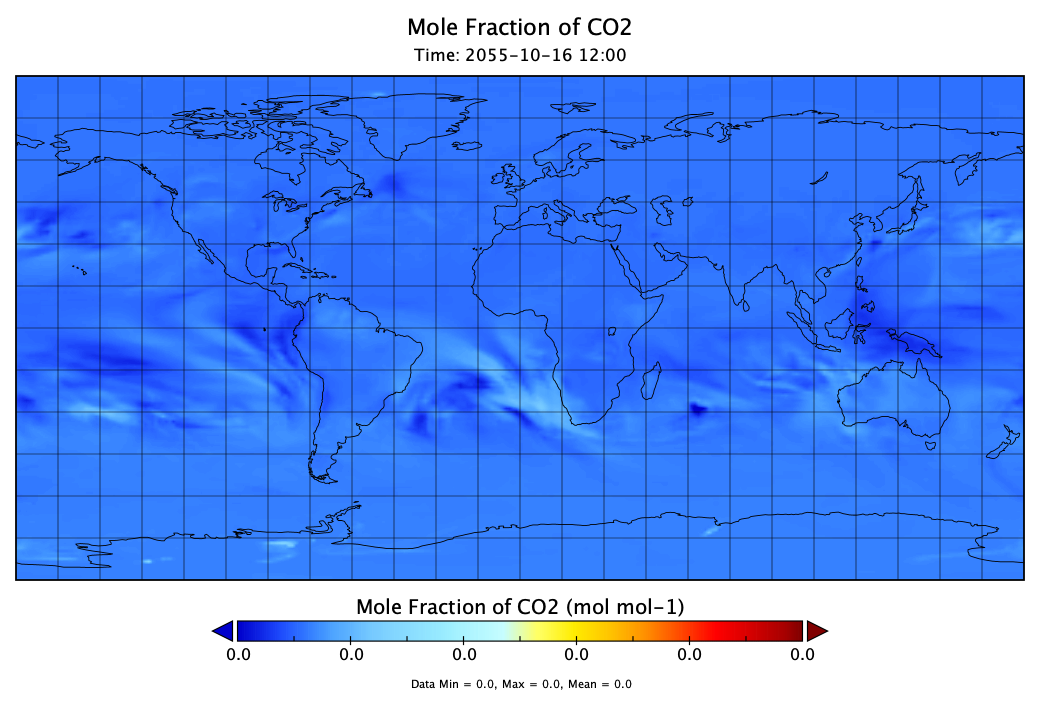 Mole Fraction of CO2
Time: 2055-10-16 12:00
Mole Fraction of CO2 (mol mol-1)
0.0 0.0 0.0 0.0 0.0 0.0
Data Min = 0.0, Max = 0.0, Mean = 0.0